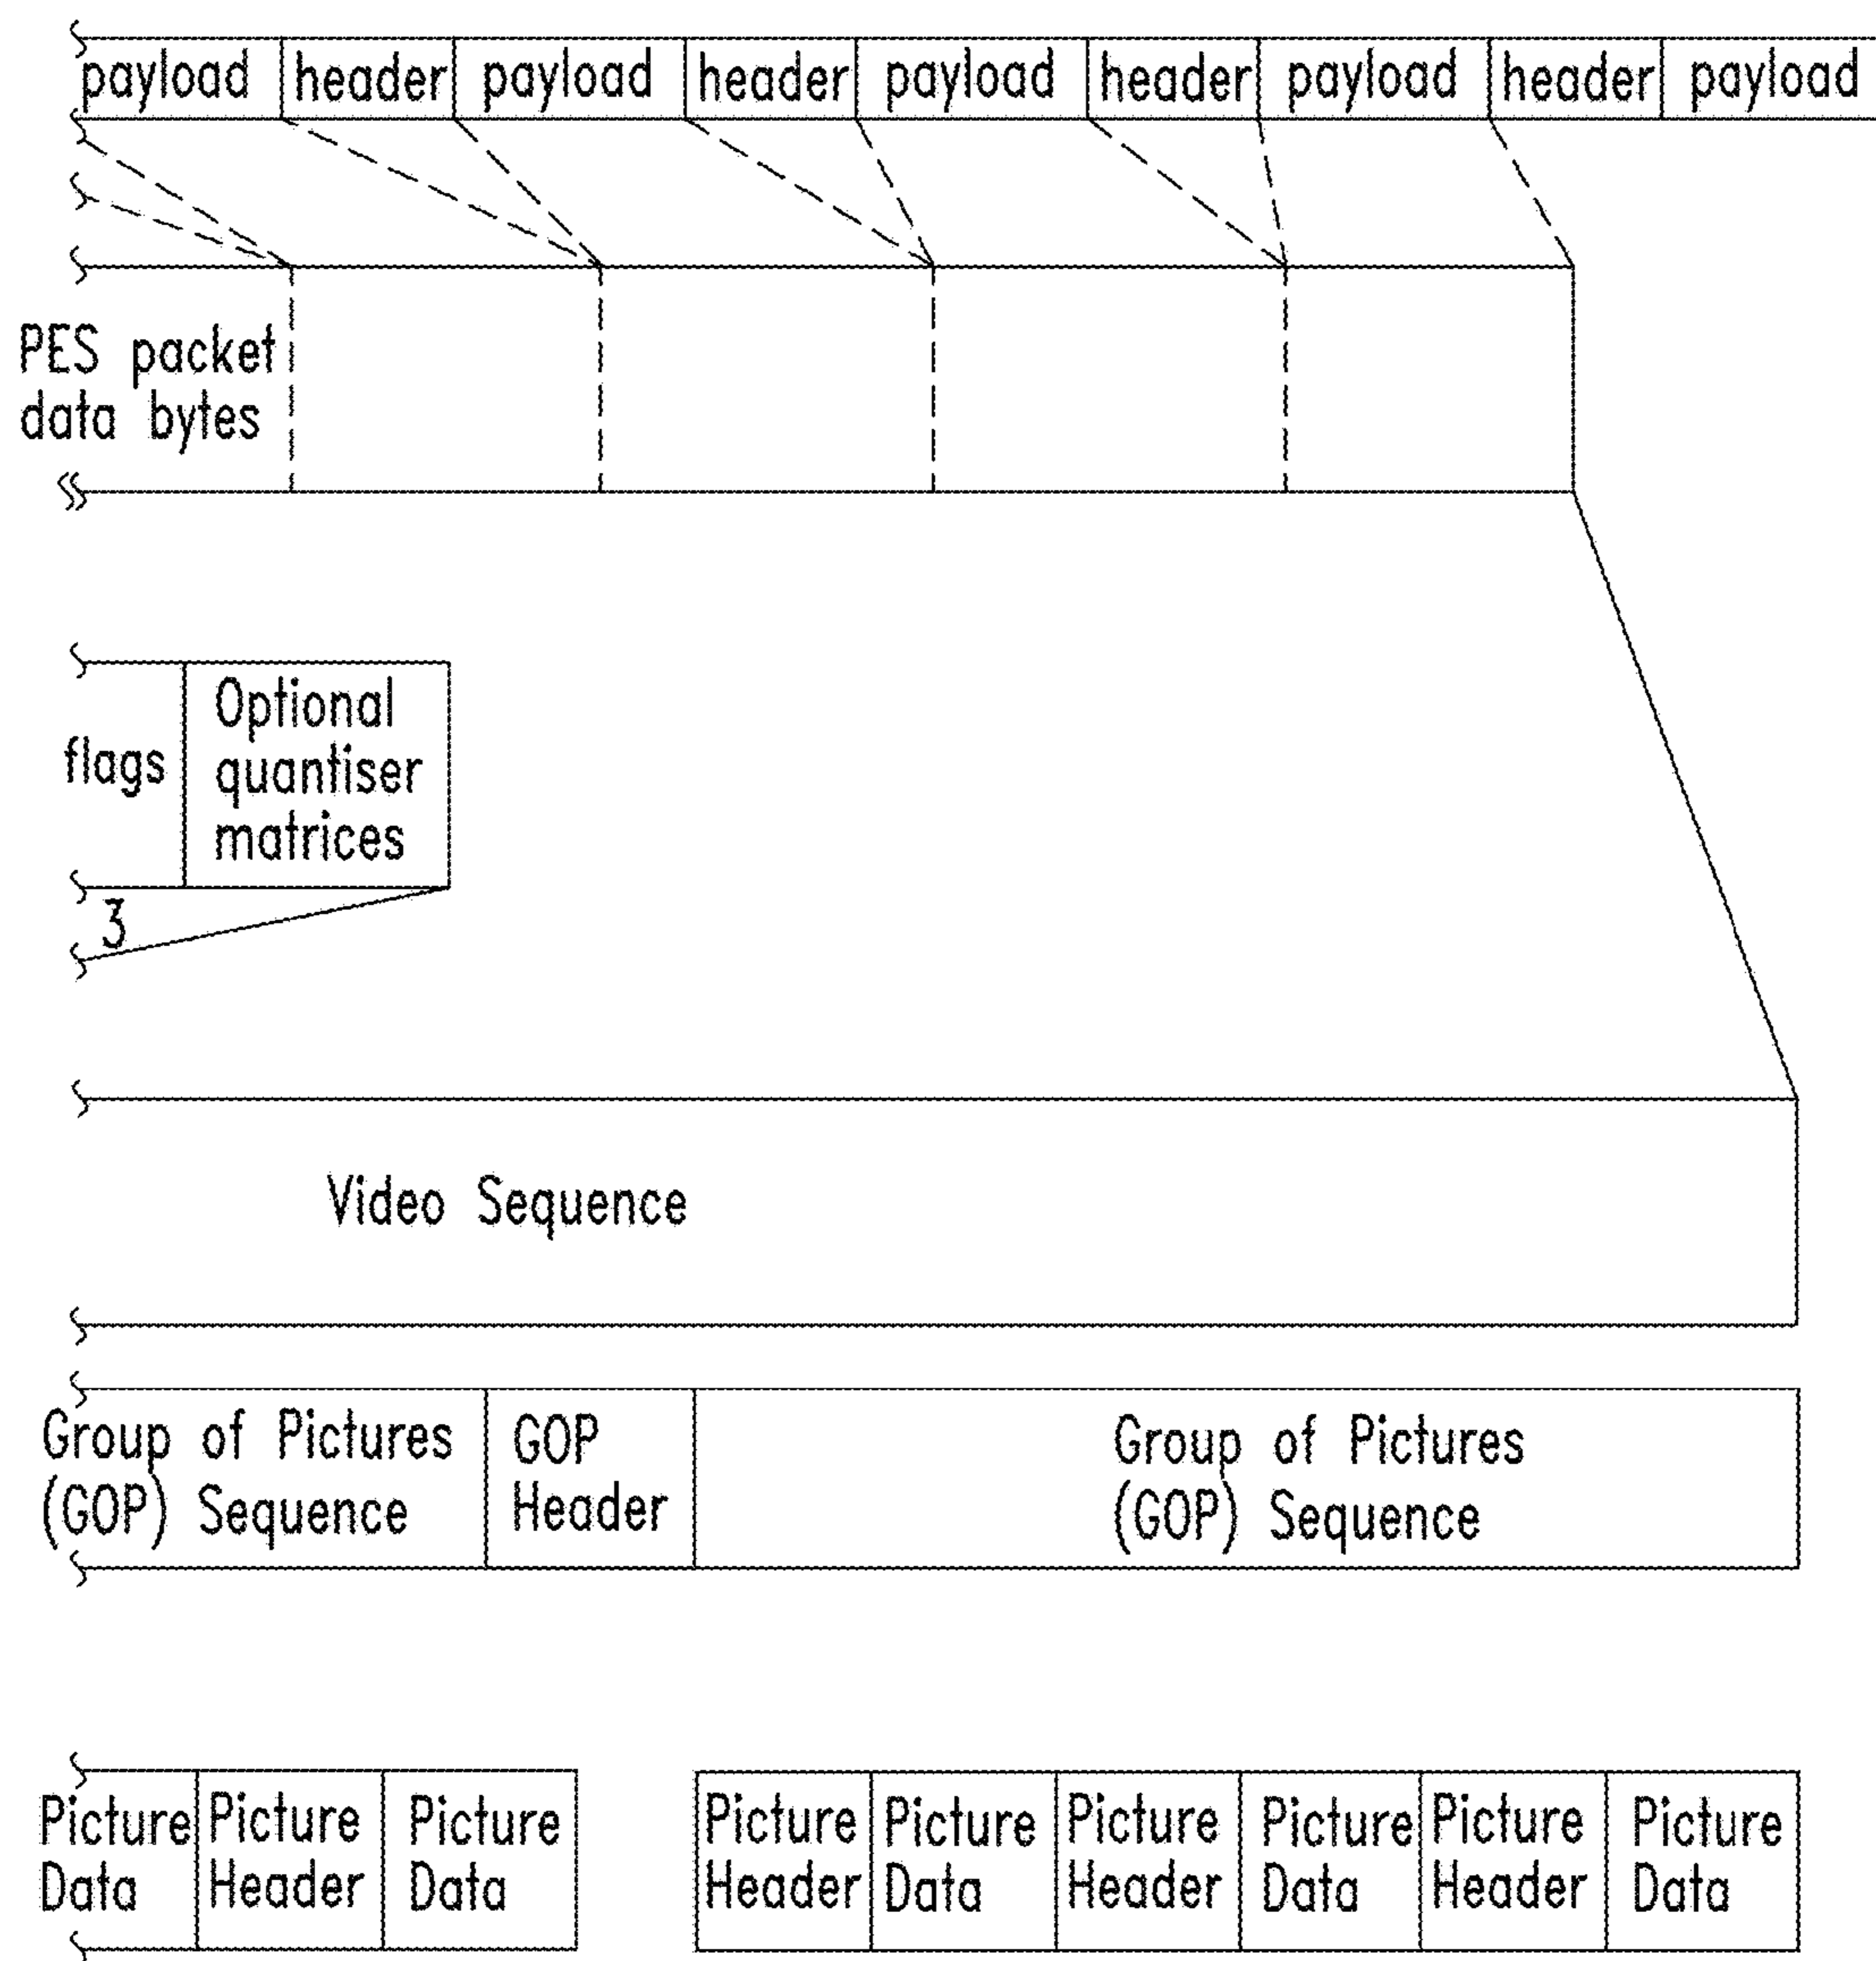 payload header payload header payload header payload header payload
PES packet
data bytes
flags
Optional
quantiser
matrices
3
Video Sequence
Group of Pictures
(GOP) Sequence
GOP
Header
Group of Pictures
(GOP) Sequence
Picture
Data
Picture
Header
Picture
Data
Picture
Header
Picture
Data
Picture
Header
Picture
Data
Picture
Header
Picture
Data